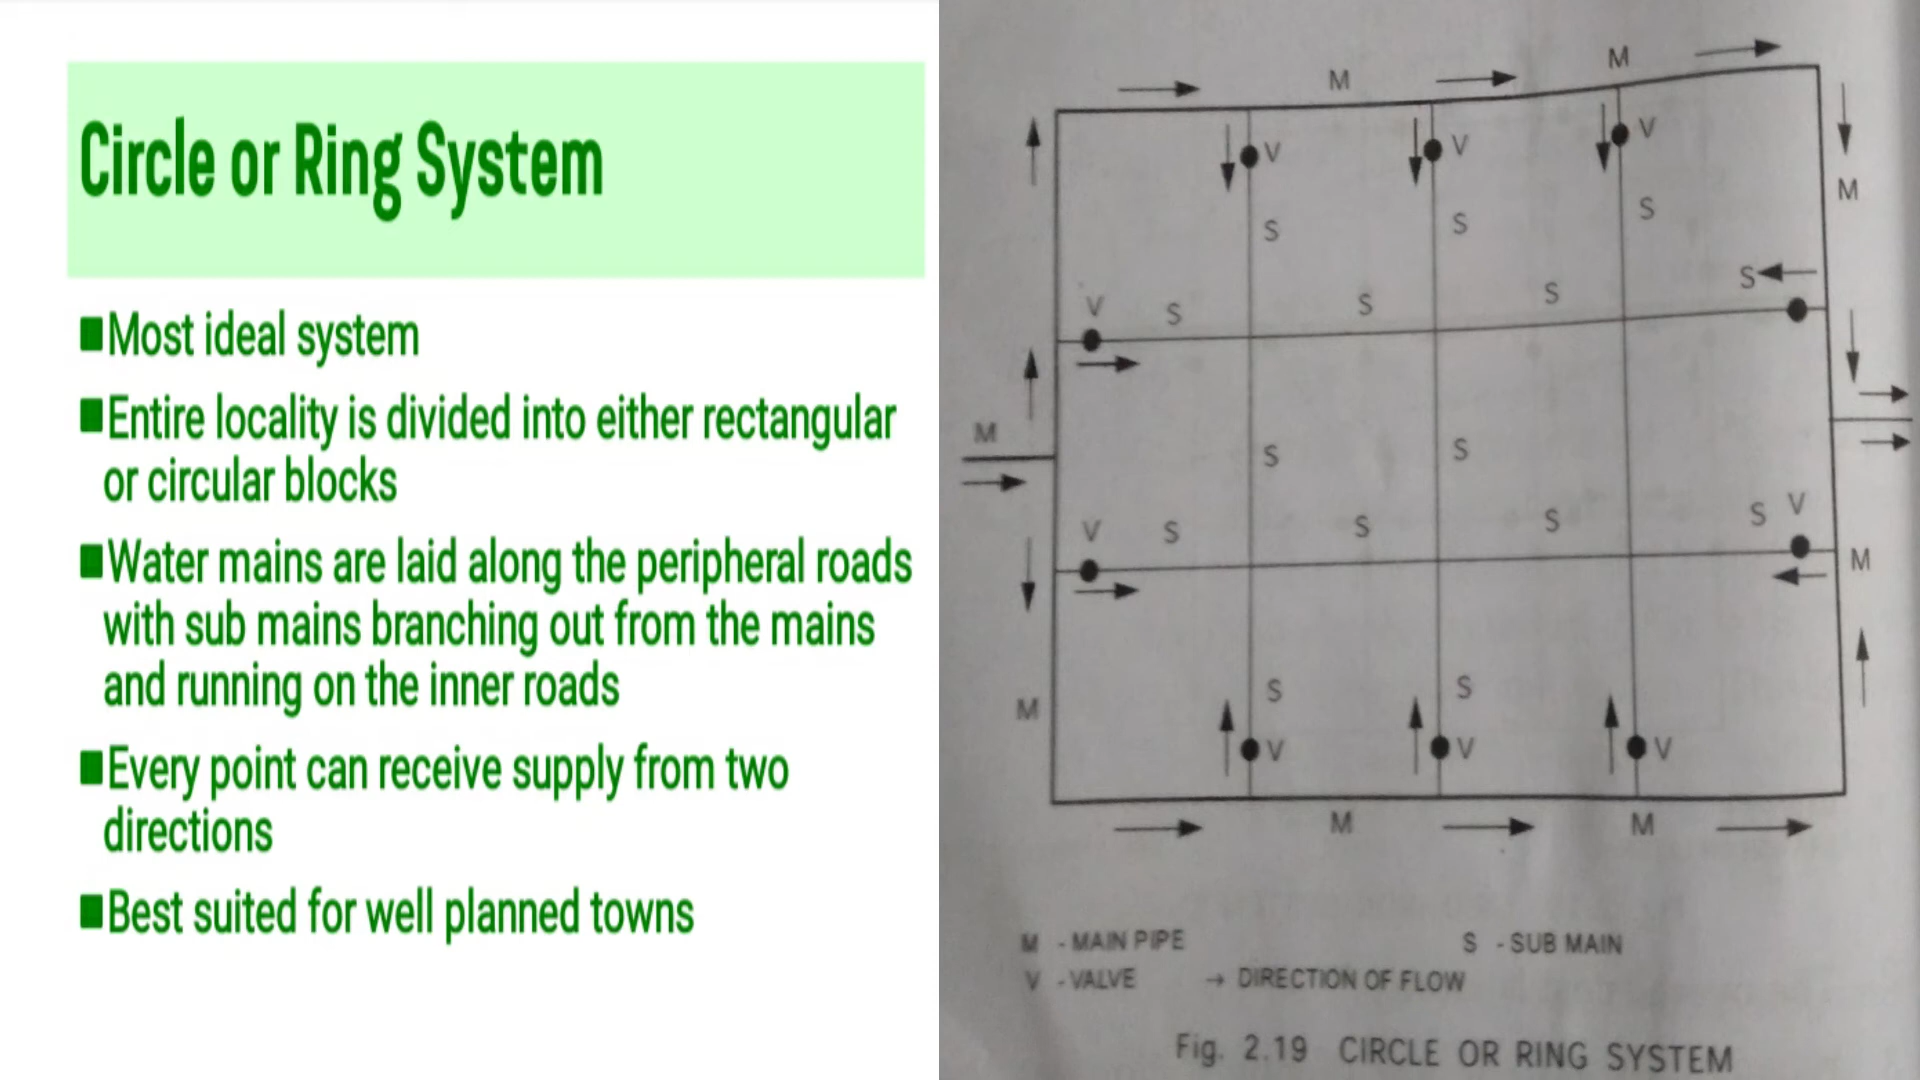 Circle or Ring System
■Most ideal system
■Entire locality is divided into either rectangular
or circular blocks
■Water mains are laid along the peripheral roads
with sub mains branching out from the mains
and running on the inner roads
■Every point can receive supply from two
directions
■Best suited for well planned towns
M
M
V
V
V
M
S
S
S
S
V
S
S
S
M
S
S
V
S
S
S
S
V
M
S
S
M
V
V
V
M
M
M - MAIN PIPE
S - SUB MAIN
V - VALVE
→ DIRECTION OF FLOW
Fig. 2.19 CIRCLE OR RING SYSTEM